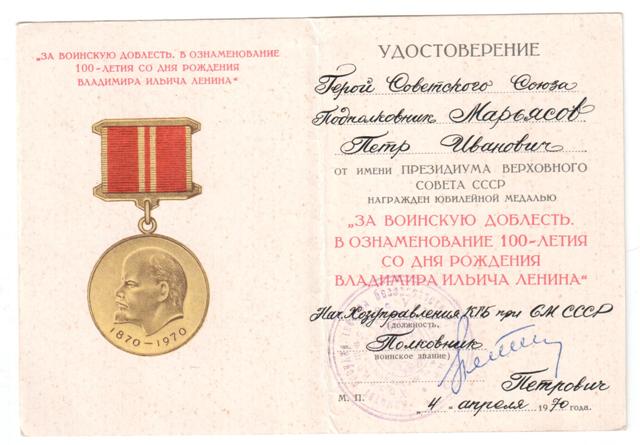 „ЗА ВОИНСКУЮ ДОБЛЕСТЬ. В ОЗНАМЕНОВАНИЕ
100-ЛЕТИЯ СО ДНЯ РОЖДЕНИЯ
ВЛАДИМИРА ИЛЬИЧА ЛЕНИНА“
1870-1970
УДОСТОВЕРЕНИЕ
Герой Советского Союза
Подполковник Марьясов
Петр Иванович
ОТ ИМЕНИ ПРЕЗИДИУМА ВЕРХОВНОГО
СОВЕТА СССР
НАГРАЖДЕН ЮБИЛЕЙНОЙ МЕДАЛЬЮ
„ЗА ВОИНСКУЮ ДОБЛЕСТЬ.
В ОЗНАМЕНОВАНИЕ 100-ЛЕТИЯ
СО ДНЯ РОЖДЕНИЯ
ВЛАДИМИРА ИЛЬИЧА ЛЕНИНА“
Нач. Хозуправления КГБ при СМ СССР
(должность,
Полковник
воинское звание)
Петрович
М. П. „4“ апреля 1970 года.